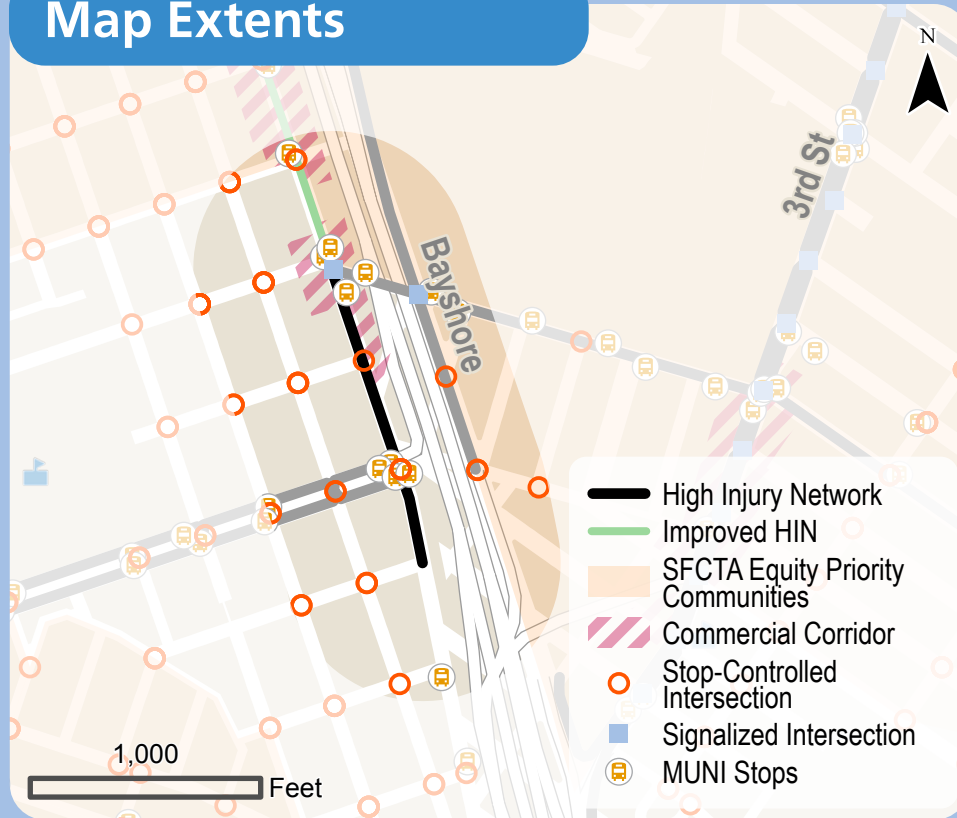 Map Extents
N
3rd St
Bayshore
High Injury Network
Improved HIN
SFCTA Equity Priority
Communities
Commercial Corridor
Stop-Controlled
Intersection
Signalized Intersection
MUNI Stops
1,000
Feet